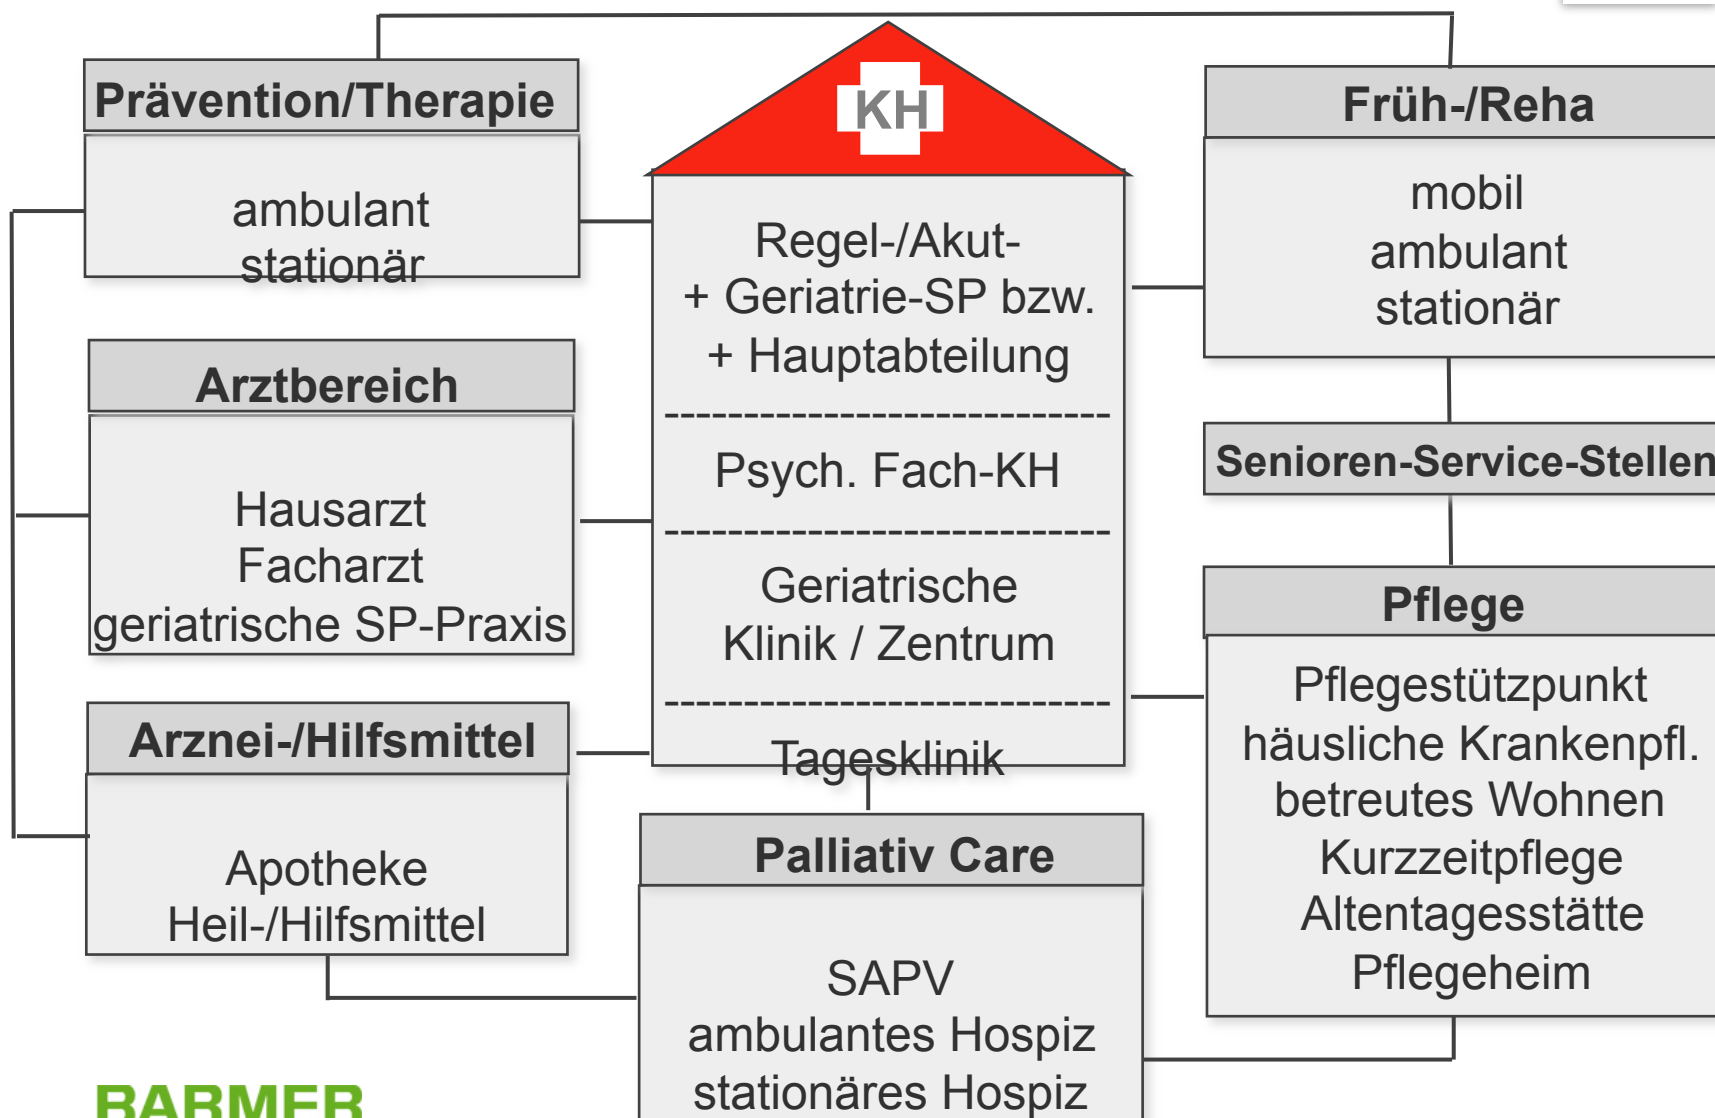 Prävention/Therapie
ambulant
stationär
Arztbereich
Hausarzt
Facharzt
geriatrische SP-Praxis
Arznei-/Hilfsmittel
Apotheke
Heil-/Hilfsmittel
KH
Regel-/Akut-
+ Geriatrie-SP bzw.
+ Hauptabteilung
Psych. Fach-KH
Geriatrische
Klinik / Zentrum
Tagesklinik
Palliativ Care
SAPV
ambulantes Hospiz
stationäres Hospiz
Früh-/Reha
mobil
ambulant
stationär
Senioren-Service-Stellen
Pflege
Pflegestützpunkt
häusliche Krankenpfl.
betreutes Wohnen
Kurzzeitpflege
Altentagesstätte
Pflegeheim
BARMER